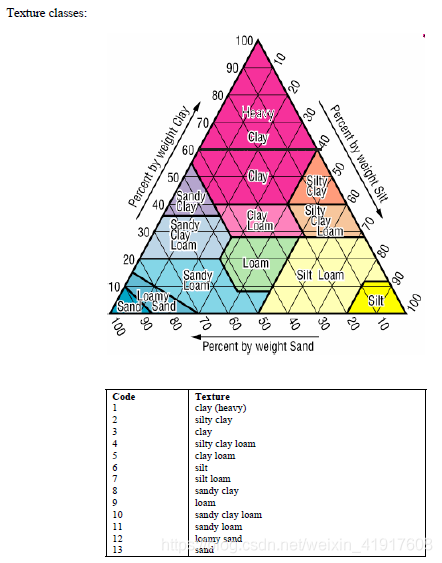 Texture classes:
100
90
10
80
20
Heavy
70
30
Clay
60
40
Clay
50
Silty
Clay
50
Sandy
Clay
40
60
Clay
Loam
Silty
Clay
Loam
Sandy
Clay
Loam
30
70
20
80
Loam
Sandy
Loam
Silt Loam
10
90
Loamy
Sand
Sand
Silt
100
100
90
80
70
60
50
40
30
20
10
Percent by weight Clay
Percent by weight Silt
Percent by weight Sand
Code Texture
1 clay (heavy)
2 silty clay
3 clay
4 silty clay loam
5 clay loam
6 silt
7 silt loam
8 sandy clay
9 loam
10 sandy clay loam
11 sandy loam
12 loamy sand
13 sand